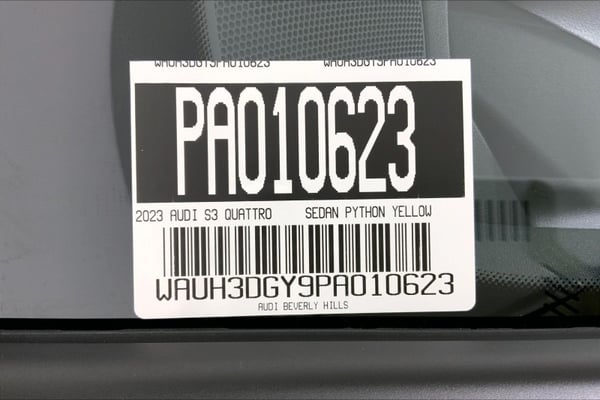 WAUH3DGY9PA010623 WAUH3DGY9PA010623
PA010623
2023 AUDI S3 QUATTRO SEDAN PYTHON YELLOW
WAUH3DGY9PA010623
AUDI BEVERLY HILLS